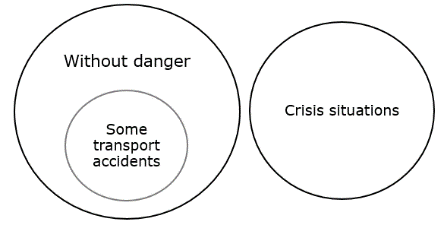 Without danger
Some
transport
accidents
Crisis situations